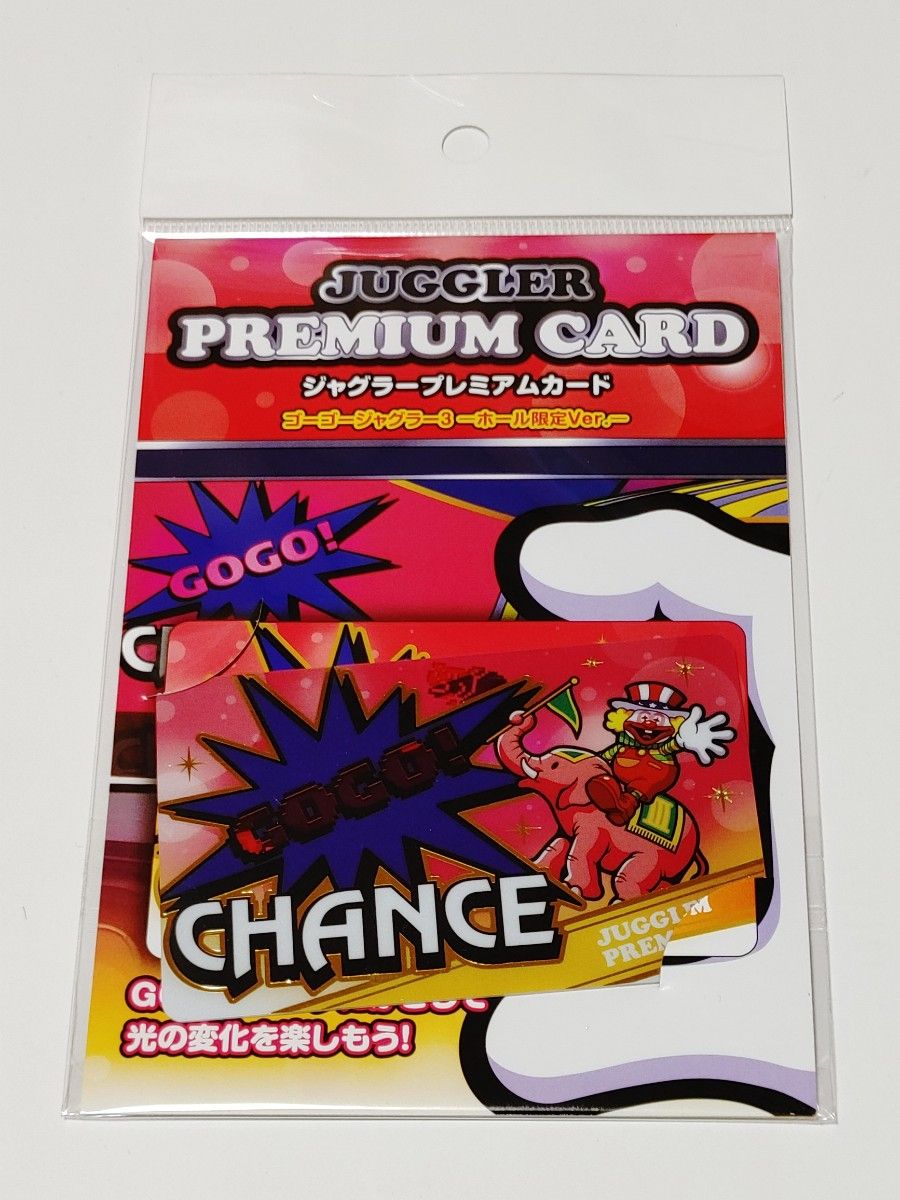 JUGGLER
PREMIUM CARD
ジャグラープレミアムカード
ゴーゴージャグラー3 ーホール限定Ver.ー
GOGO!
C
GOGO!
CHANCE
JUGGL M
PREM
光の変化を楽しもう!